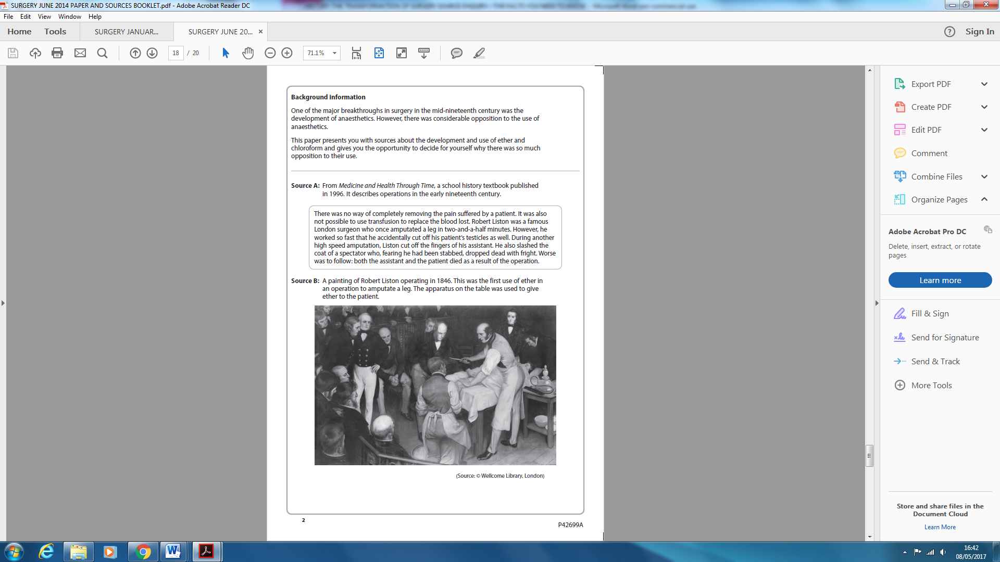 SURGERY JUNE 2014 PAPER AND SOURCES BOOKLET.pdf - Adobe Acrobat Reader DC
File Edit View Window Help
Home Tools SURGERY JANUAR... SURGERY JUNE 20... Sign In
18 / 20 71.1%
Background information
One of the major breakthroughs in surgery in the mid-nineteenth century was the
development of anaesthetics. However, there was considerable opposition to the use of
anaesthetics.
This paper presents you with sources about the development and use of ether and
chloroform and gives you the opportunity to decide for yourself why there was so much
opposition to their use.
Source A: From Medicine and Health Through Time, a school history textbook published
in 1996. It describes operations in the early nineteenth century.
There was no way of completely removing the pain suffered by a patient. It was also
not possible to use transfusion to replace the blood lost. Robert Liston was a famous
London surgeon who once amputated a leg in two-and-a-half minutes. However, he
worked so fast that he accidentally cut off his patient's testicles as well. During another
high speed amputation, Liston cut off the fingers of his assistant. He also slashed the
coat of a spectator who, fearing he had been stabbed, dropped dead with fright. Worse
was to follow: both the assistant and the patient died as a result of the operation.
Source B: A painting of Robert Liston operating in 1846. This was the first use of ether in
an operation to amputate a leg. The apparatus on the table was used to give
ether to the patient.
(Source: © Wellcome Library, London)
2
P42699A
Export PDF
Create PDF
Edit PDF
Comment
Combine Files
Organize Pages
Adobe Acrobat Pro DC
Delete, insert, extract, or rotate
pages
Learn more
Fill & Sign
Send for Signature
Send & Track
More Tools
Store and share files in the
Document Cloud
Learn More
16:42
08/05/2017